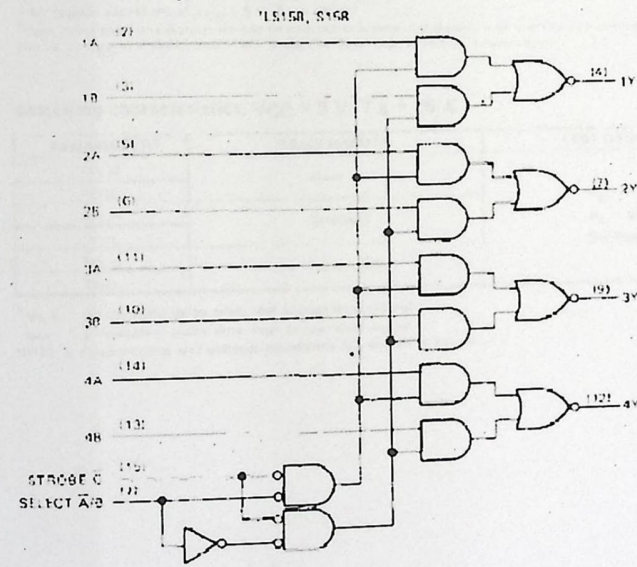 'LS158, S158
1A (2)
(4) 1Y
1B (3)
2A (5)
(7) 2Y
2B (6)
3A (11)
(9) 3Y
3B (10)
4A (14)
(12) 4Y
4B (13)
STROBE G (15)
SELECT A̅/B